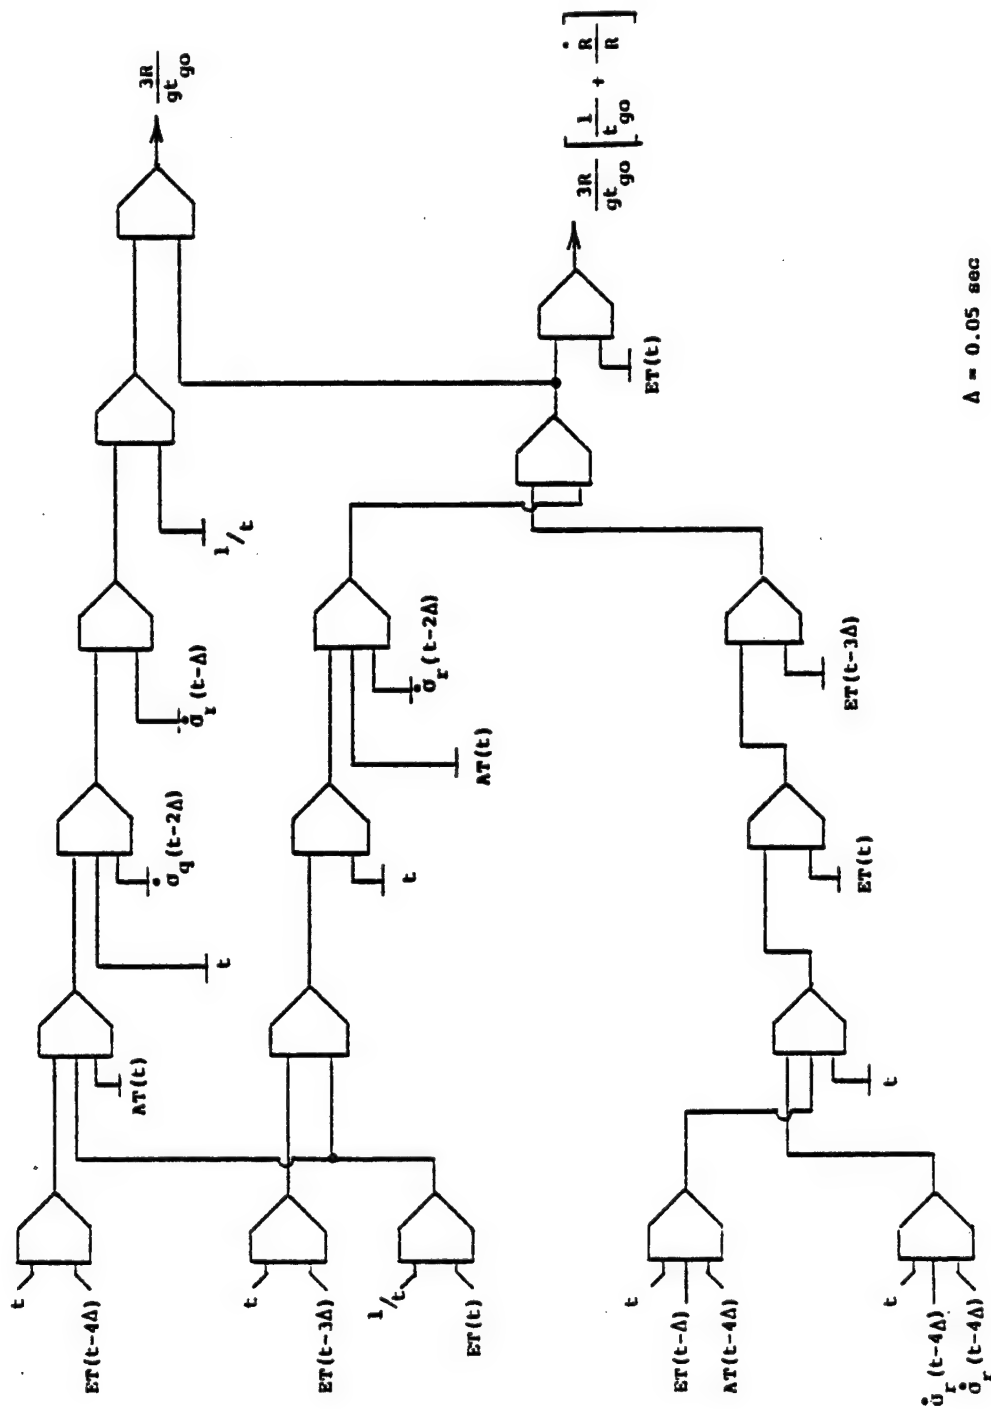 t
ET(t-4Δ)
AT(t)
t
σ̇_q (t-2Δ)
σ̇_r (t-Δ)
1/t
3R
gt_go
t
ET(t-3Δ)
1/t
ET(t)
t
AT(t)
σ̇_r (t-2Δ)
ET(t)
3R / gt_go [ 1 / t_go + Ṙ / R ]
t
ET(t-Δ)
AT(t-4Δ)
t
σ̇_r (t-4Δ)
σ̇_r (t-4Δ)
t
ET(t)
ET(t-3Δ)
Δ = 0.05 sec